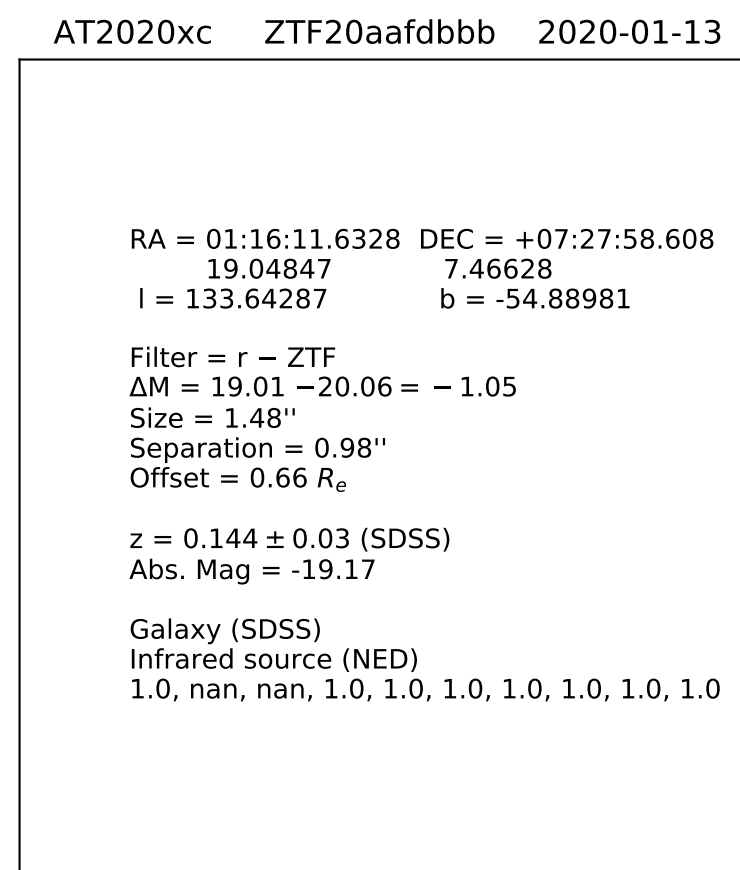 AT2020xc ZTF20aafdbbb 2020-01-13
RA = 01:16:11.6328 DEC = +07:27:58.608
19.04847 7.46628
l = 133.64287 b = -54.88981
Filter = r − ZTF
ΔM = 19.01 −20.06 = − 1.05
Size = 1.48''
Separation = 0.98''
Offset = 0.66 Rₑ
z = 0.144 ± 0.03 (SDSS)
Abs. Mag = -19.17
Galaxy (SDSS)
Infrared source (NED)
1.0, nan, nan, 1.0, 1.0, 1.0, 1.0, 1.0, 1.0, 1.0